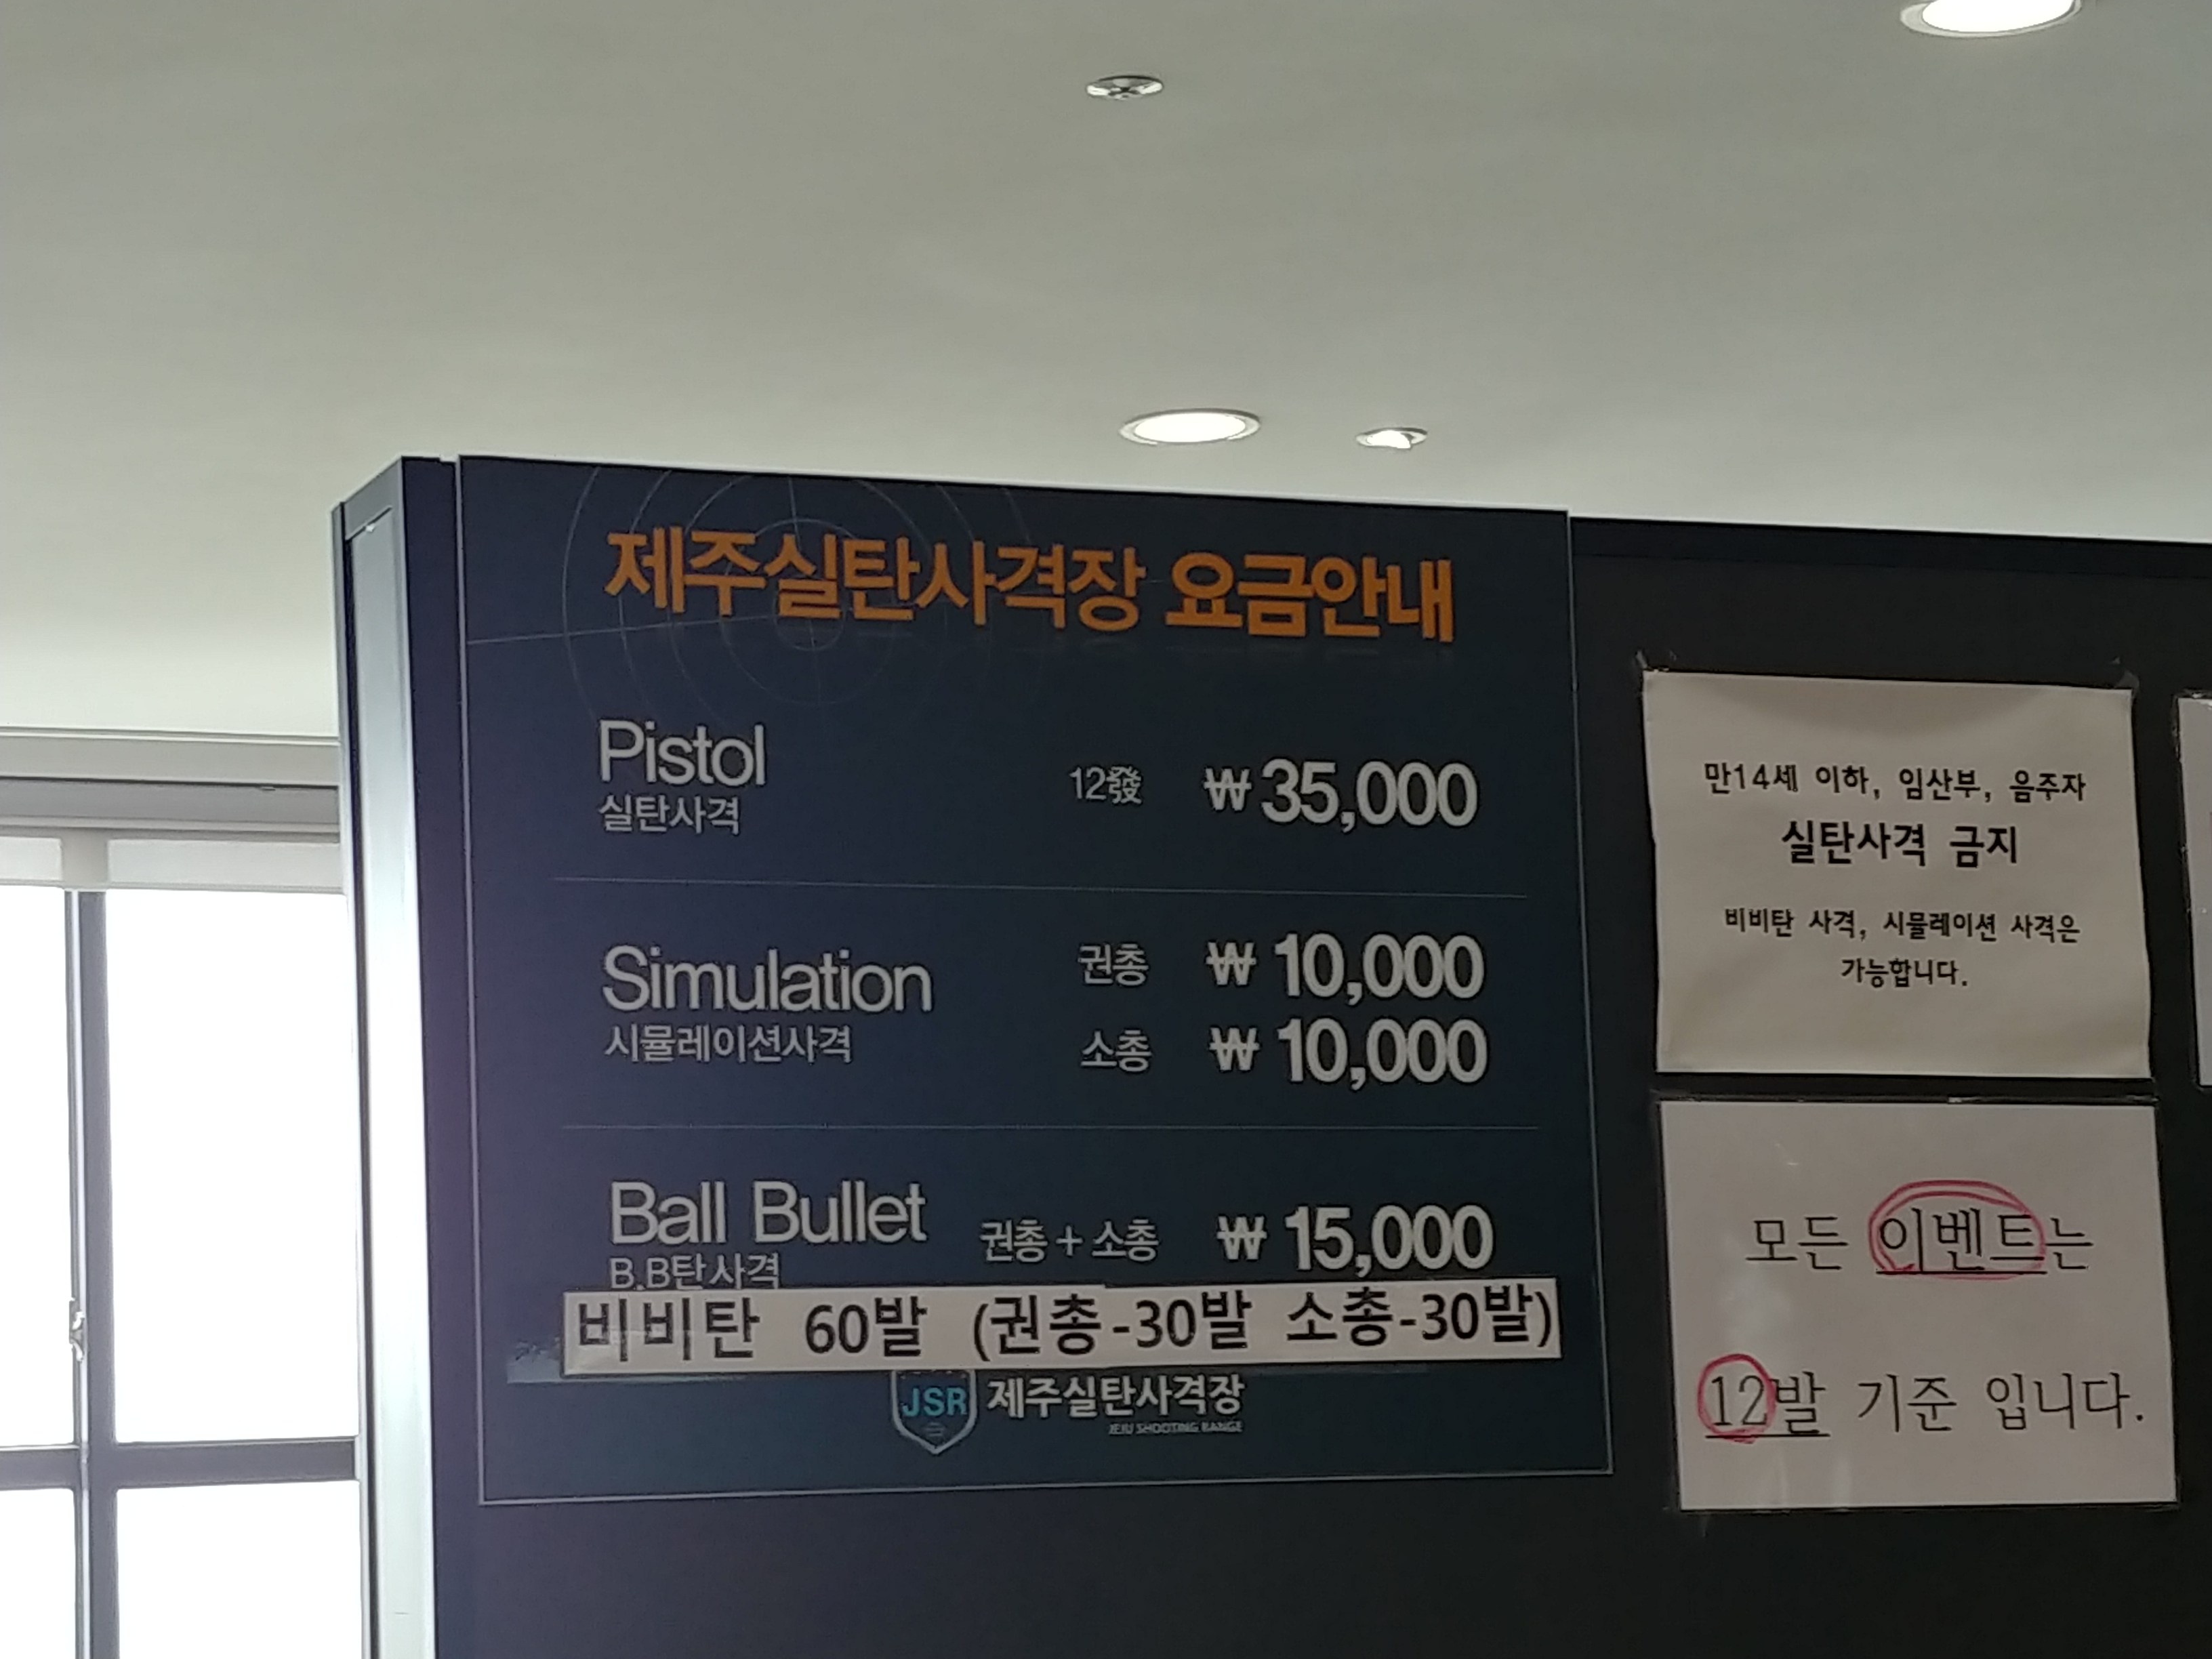 제주실탄사격장 요금안내
Pistol
실탄사격
12發 ₩ 35,000
Simulation
시뮬레이션사격
권총 ₩ 10,000
소총 ₩ 10,000
Ball Bullet
B.B탄사격
권총 + 소총 ₩ 15,000
비비탄 60발 (권총-30발 소총-30발)
JSR 제주실탄사격장
JEJU SHOOTING RANGE
만14세 이하, 임산부, 음주자
실탄사격 금지
비비탄 사격, 시뮬레이션 사격은
가능합니다.
모든 이벤트는
12발 기준 입니다.